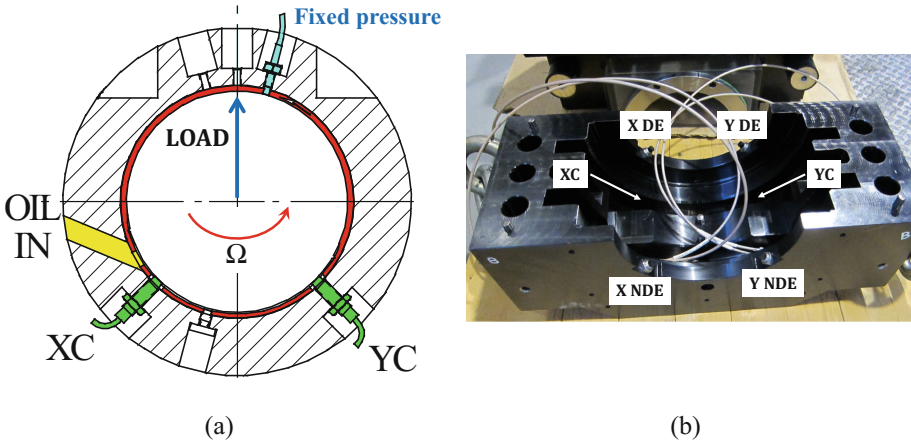 Fixed pressure
LOAD
OIL
IN
Ω
XC
YC
(a)
X DE
Y DE
XC
YC
X NDE
Y NDE
B
B
(b)